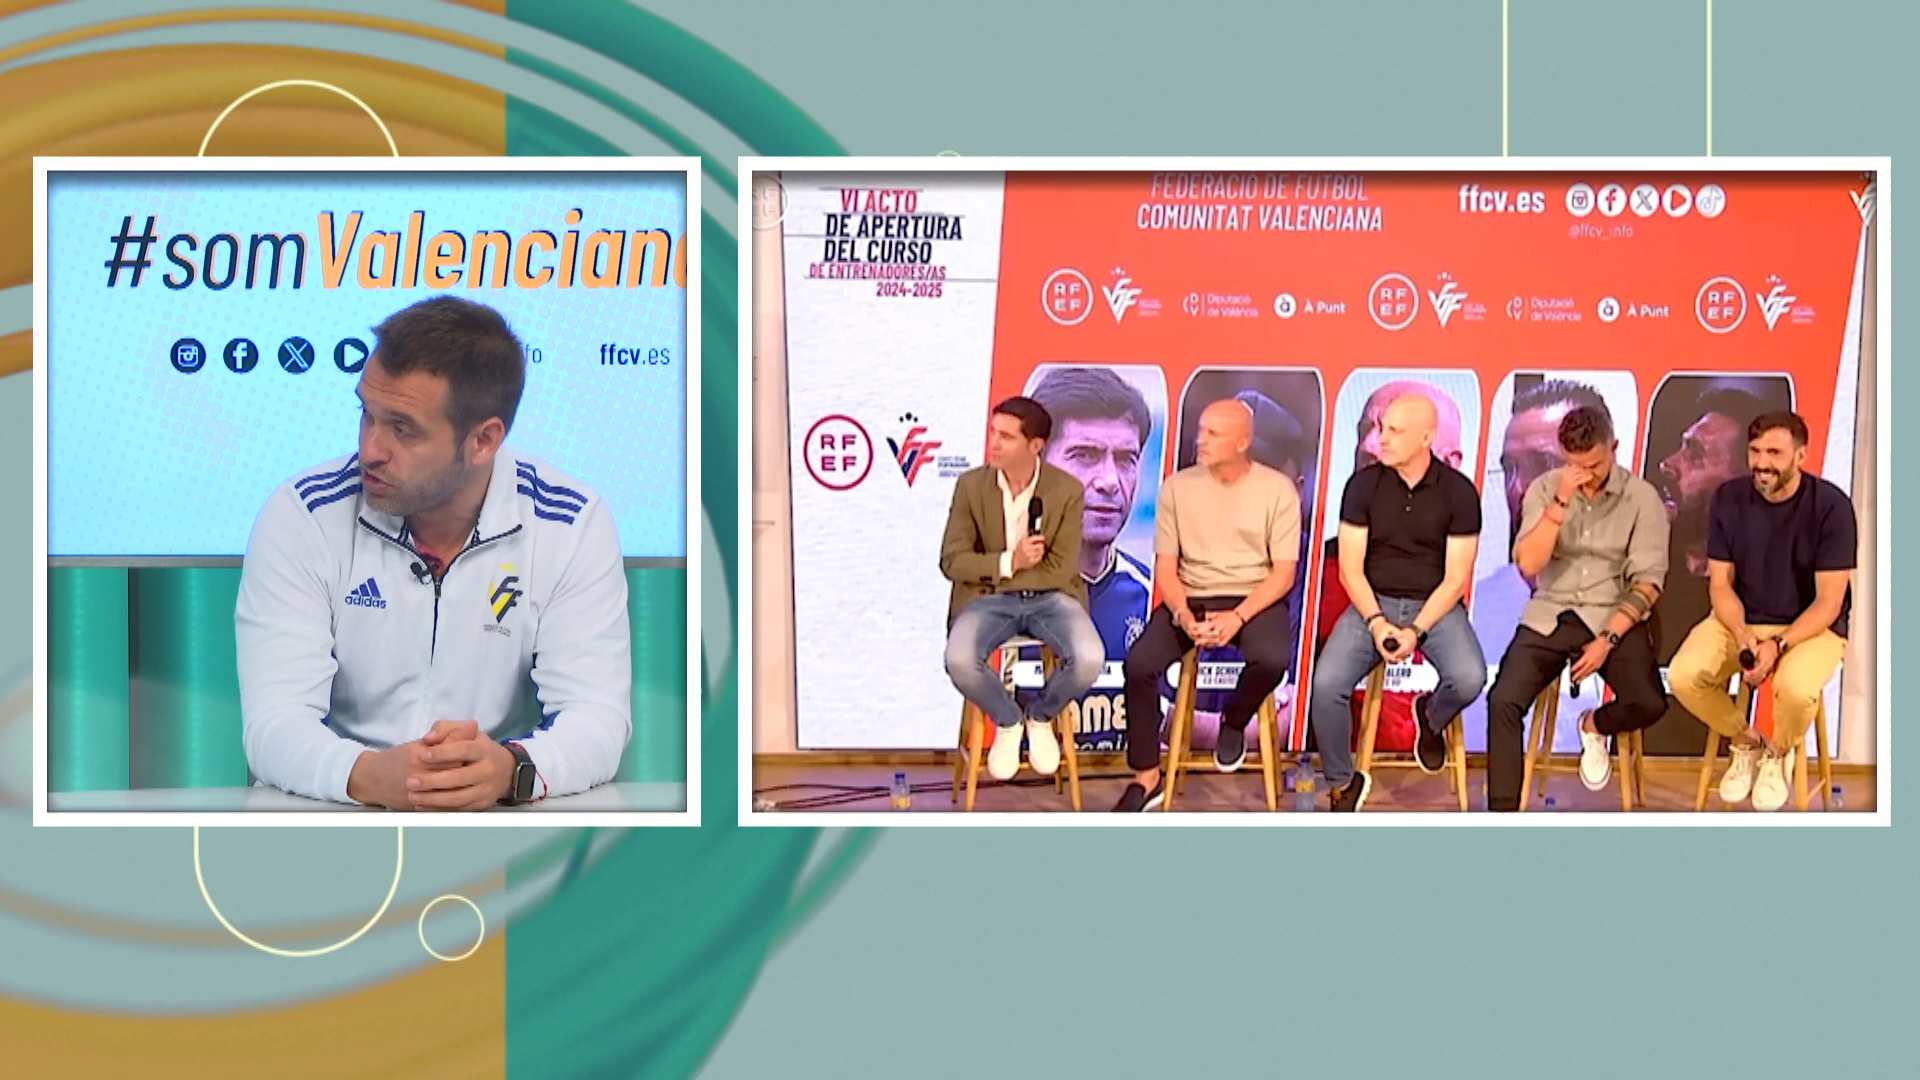 #somValencian
ffcv.es
adidas
VI ACTO
DE APERTURA
DEL CURSO
DE ENTRENADORES/AS
2024-2025
FEDERACIÓ DE FUTBOL
COMUNITAT VALENCIANA
ffcv.es
@ffcv_info
RF
EF
Diputació
de València
À Punt
RF
EF
Diputació
de València
À Punt
RF
EF
RF
EF